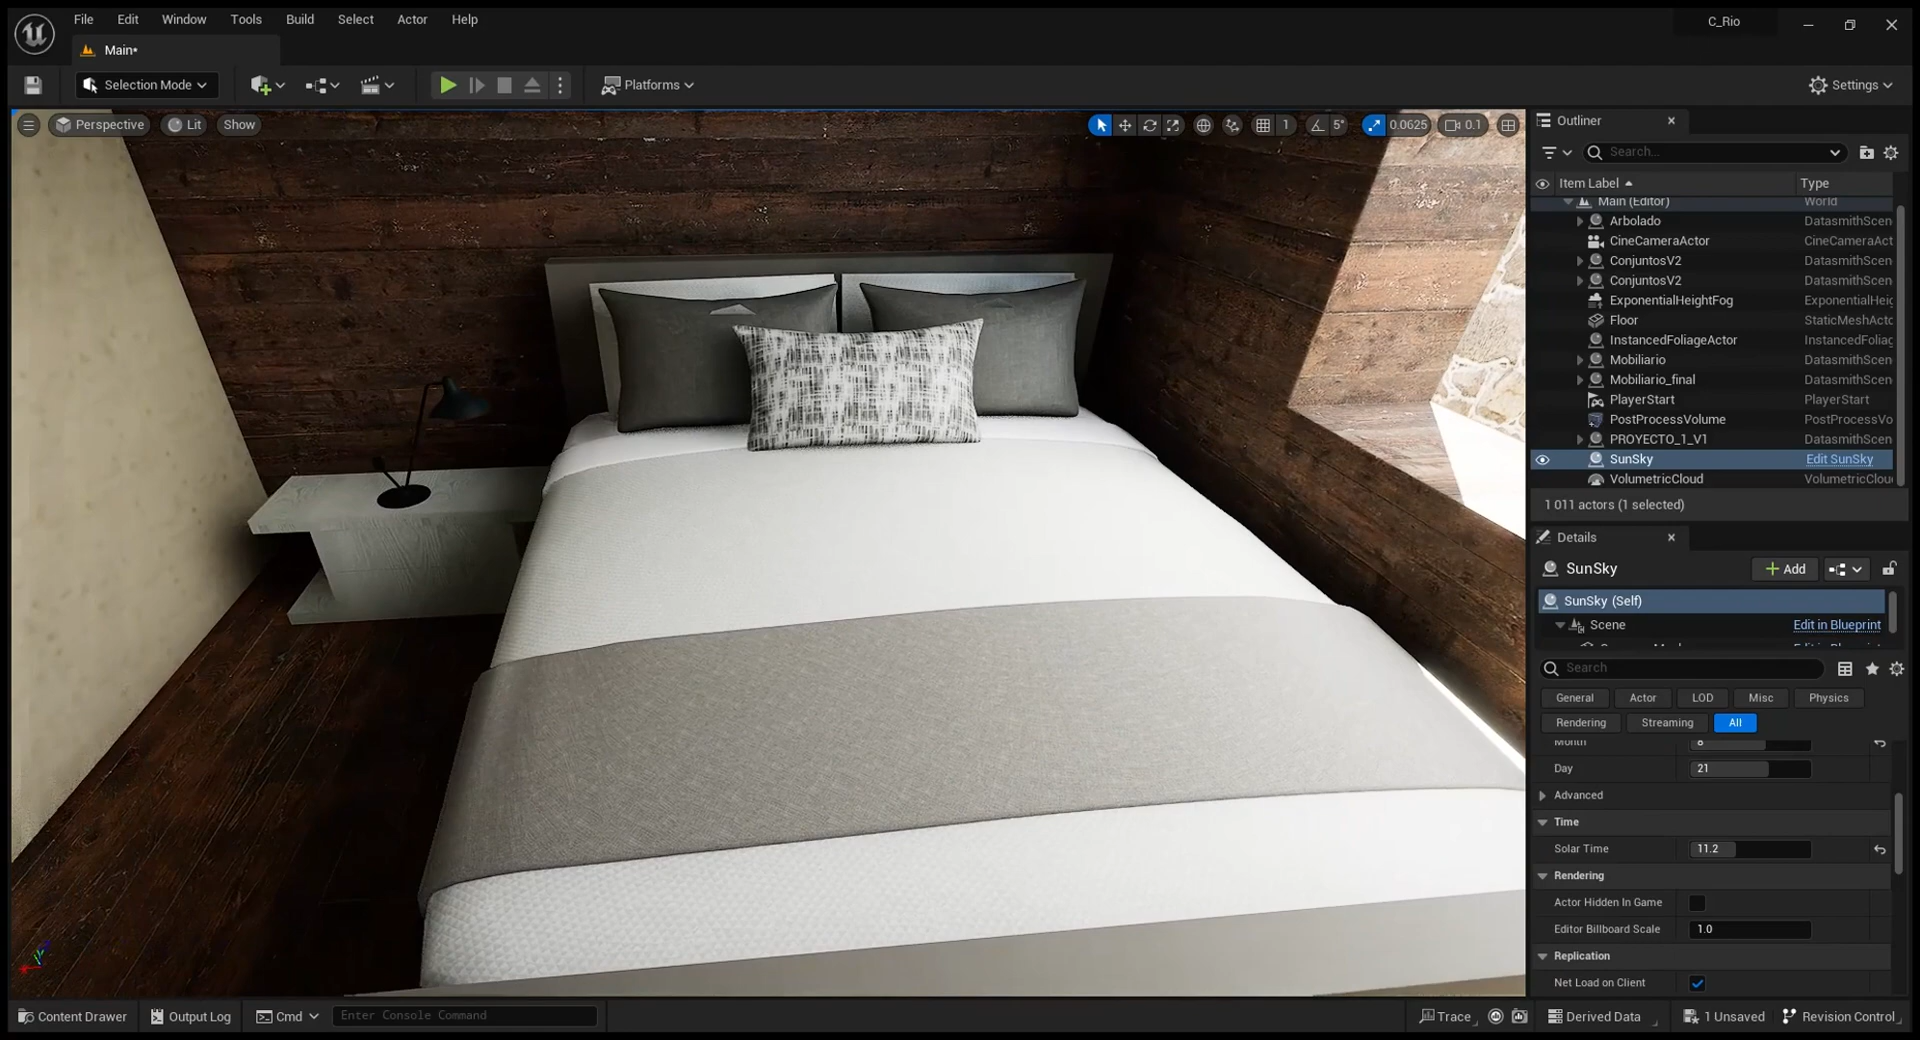 File Edit Window Tools Build Select Actor Help
C_Rio
Main•
Selection Mode
Platforms
Settings
Perspective Lit Show
1 5° 0.0625 0.1
Outliner
Search...
Item Label Type
Main (Editor) World
Arbolado DatasmithScen
CineCameraActor CineCameraAct
ConjuntosV2 DatasmithScen
ConjuntosV2 DatasmithScen
ExponentialHeightFog ExponentialHeig
Floor StaticMeshActo
InstancedFoliageActor InstancedFoliag
Mobiliario DatasmithScen
Mobiliario_final DatasmithScen
PlayerStart PlayerStart
PostProcessVolume PostProcessVo
PROYECTO_1_V1 DatasmithScen
SunSky Edit SunSky
VolumetricCloud VolumetricClou
1 011 actors (1 selected)
Details
SunSky
Add
SunSky (Self)
Scene Edit in Blueprint
Search
General Actor LOD Misc Physics
Rendering Streaming All
Month 8
Day 21
Advanced
Time
Solar Time 11.2
Rendering
Actor Hidden In Game
Editor Billboard Scale 1.0
Replication
Net Load on Client
Content Drawer Output Log Cmd Enter Console Command Trace Derived Data 1 Unsaved Revision Control